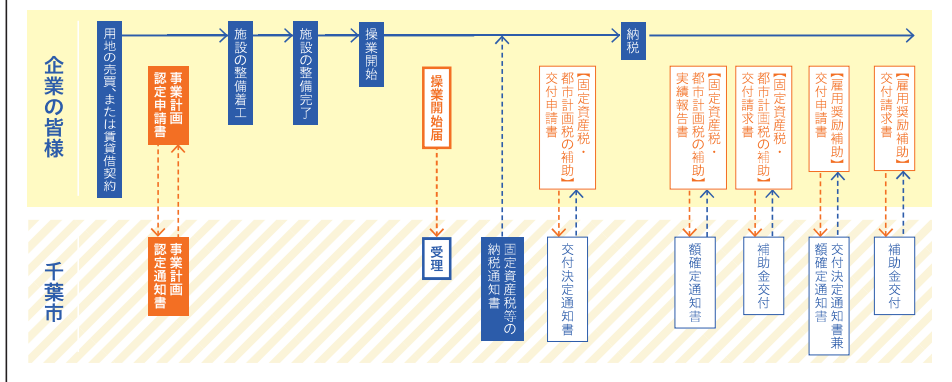 企業の皆様
用地の売買、または賃貸借契約
事業計画
認定申請書
施設の整備着工
施設の整備完了
操業開始
操業開始届
【固定資産税・
都市計画税の補助】
交付申請書
納税
【固定資産税・
都市計画税の補助】
実績報告書
【固定資産税・
都市計画税の補助】
交付請求書
【雇用奨励補助】
交付申請書
【雇用奨励補助】
交付請求書
千葉市
事業計画
認定通知書
受理
固定資産税等の
納税通知書
交付決定通知書
額確定通知書
補助金交付
交付決定通知書兼
額確定通知書
補助金交付